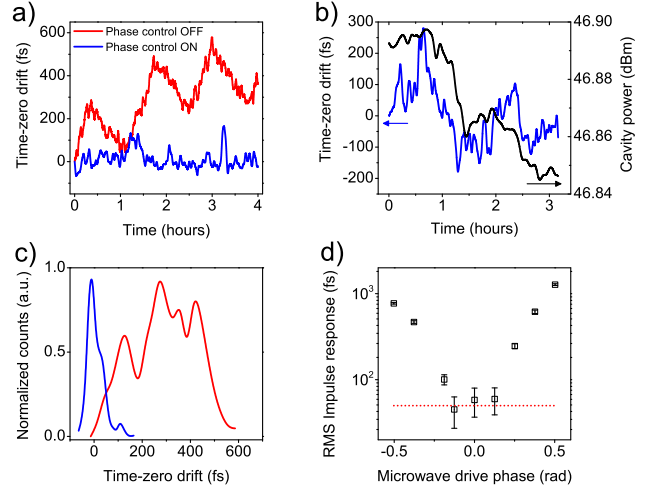 a)
Phase control OFF
Phase control ON
600
400
200
0
Time-zero drift (fs)
0
1
2
3
4
Time (hours)
b)
300
200
100
0
-100
-200
Time-zero drift (fs)
46.90
46.88
46.86
46.84
Cavity power (dBm)
0
1
2
3
Time (hours)
c)
1.0
0.5
0.0
Normalized counts (a.u.)
0
200
400
600
Time-zero drift (fs)
d)
10³
10²
RMS Impulse response (fs)
-0.5
0.0
0.5
Microwave drive phase (rad)